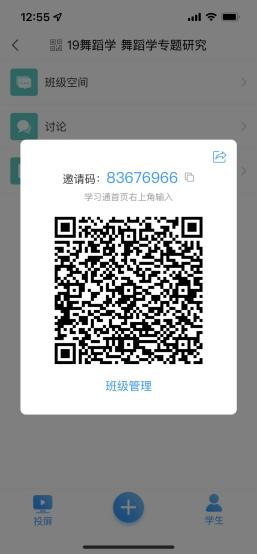 12:55
19舞蹈学 舞蹈学专题研究
班级空间
讨论
邀请码：83676966
学习通首页右上角输入
班级管理
投屏
学生